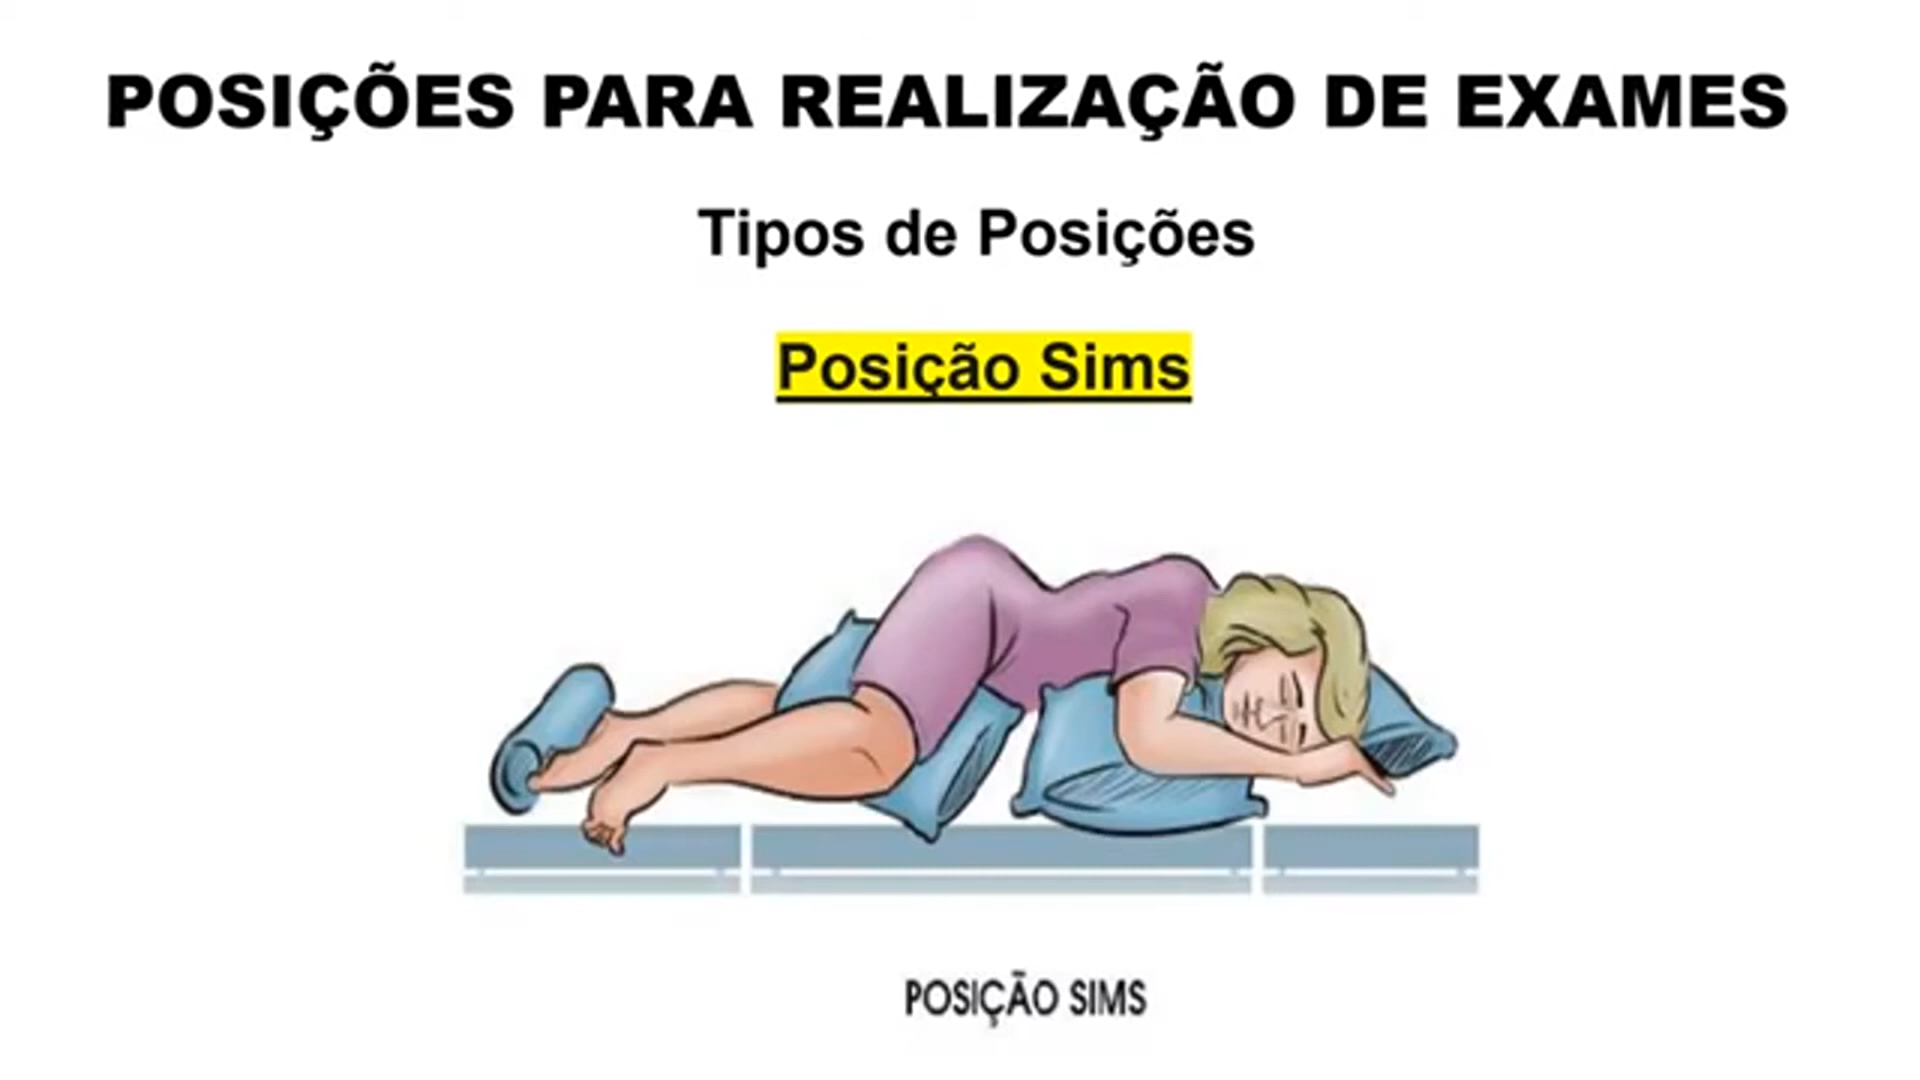 POSIÇÕES PARA REALIZAÇÃO DE EXAMES
Tipos de Posições
Posição Sims
POSIÇÃO SIMS